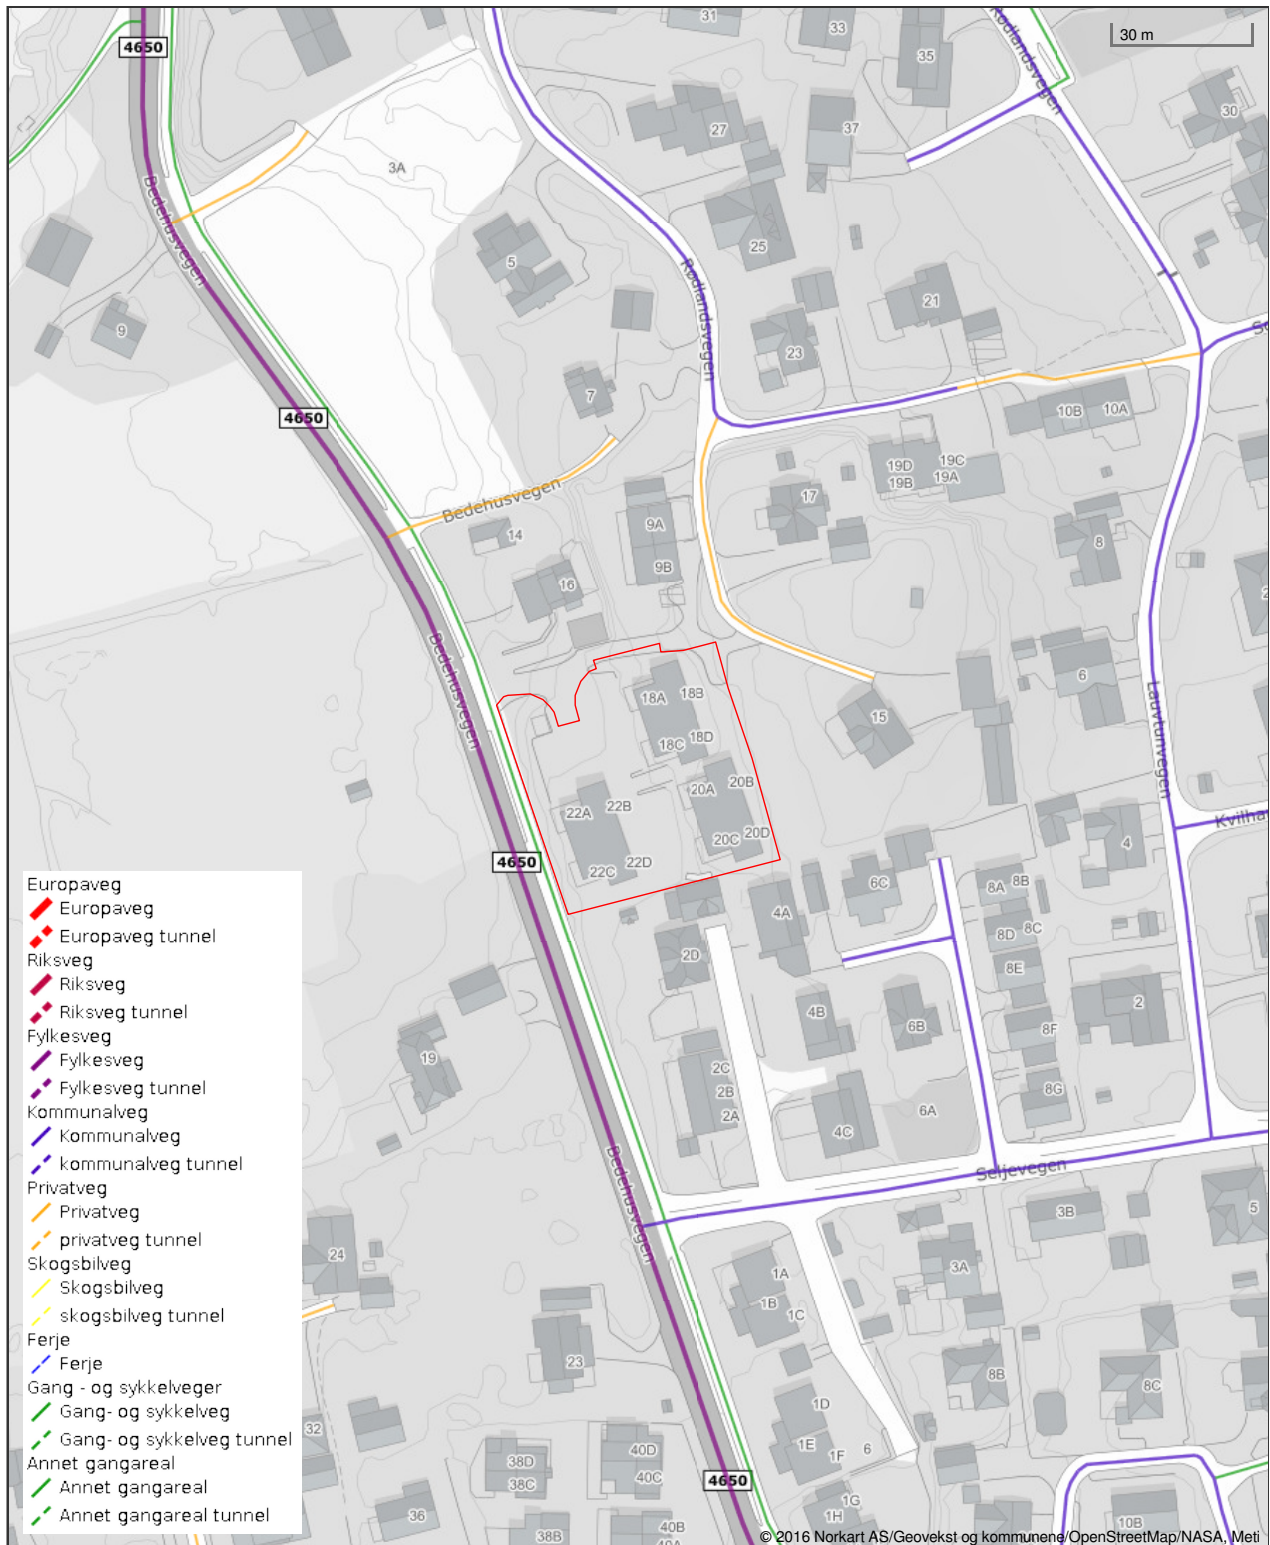 31
33
35
Rødlandsvegen
30 m
4650
27
37
30
3A
Bedehusvegen
25
5
Rødlandsvegen
21
9
23
7
4650
10B
10A
19D
19C
19B
19A
Bedehusvegen
17
14
9A
8
9B
16
Bedehusvegen
6
18A
18B
15
Lauvtunvegen
18C
18D
20A
20B
22A
22B
20C
20D
4
4650
22C
22D
6C
8A
8B
4A
8D
8C
2D
8E
2
4B
6B
8F
19
2C
2B
8G
2A
6A
4C
Bedehusvegen
Seljevegen
3B
5
24
1A
3A
1B
1C
23
8B
8C
1D
32
1E
1F
6
40D
38D
40C
38C
4650
1G
36
1H
10B
38B
40B
40A
Europaveg
Europaveg
Europaveg tunnel
Riksveg
Riksveg
Riksveg tunnel
Fylkesveg
Fylkesveg
Fylkesveg tunnel
Kommunalveg
Kommunalveg
kommunalveg tunnel
Privatveg
Privatveg
privatveg tunnel
Skogsbilveg
Skogsbilveg
skogsbilveg tunnel
Ferje
Ferje
Gang - og sykkelveger
Gang- og sykkelveg
Gang- og sykkelveg tunnel
Annet gangareal
Annet gangareal
Annet gangareal tunnel
© 2016 Norkart AS/Geovekst og kommunene/OpenStreetMap/NASA, Meti